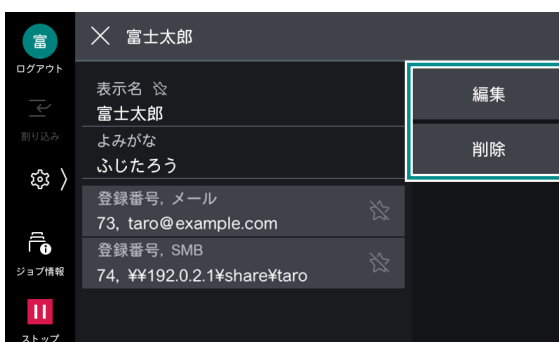 富
ログアウト
割り込み
ジョブ情報
ストップ
富士太郎
表示名
富士太郎
よみがな
ふじたろう
登録番号, メール
73, taro@example.com
登録番号, SMB
74, ¥¥192.0.2.1¥share¥taro
編集
削除